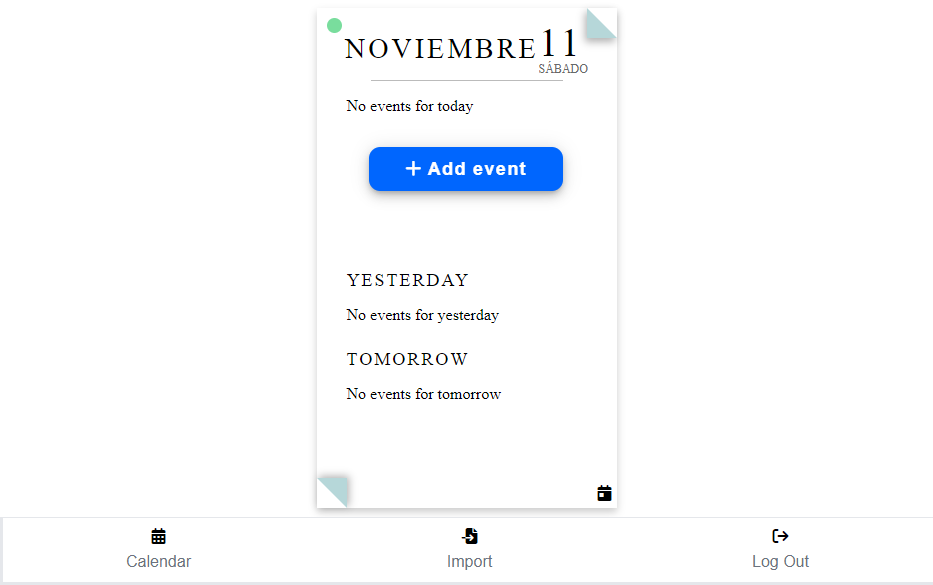 NOVIEMBRE 11
SÁBADO
No events for today
+ Add event
YESTERDAY
No events for yesterday
TOMORROW
No events for tomorrow
Calendar
Import
Log Out